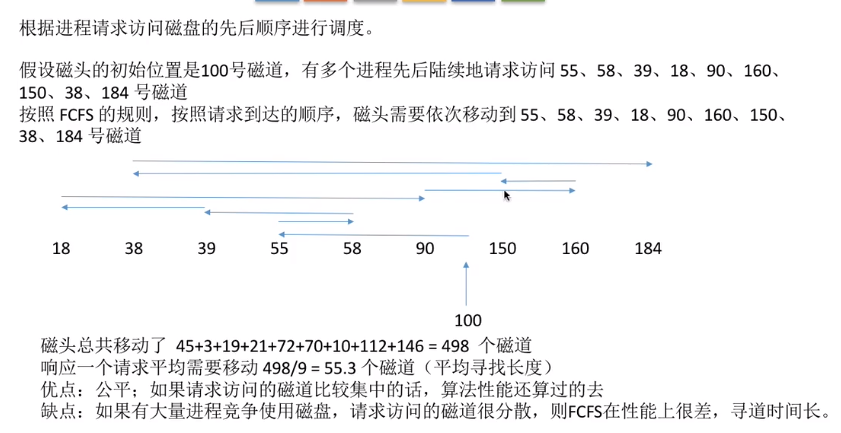 根据进程请求访问磁盘的先后顺序进行调度。
假设磁头的初始位置是100号磁道，有多个进程先后陆续地请求访问 55、58、39、18、90、160、
150、38、184 号磁道
按照 FCFS 的规则，按照请求到达的顺序，磁头需要依次移动到 55、58、39、18、90、160、150、
38、184 号磁道
18 38 39 55 58 90 150 160 184
100
磁头总共移动了 45+3+19+21+72+70+10+112+146 = 498 个磁道
响应一个请求平均需要移动 498/9 = 55.3 个磁道（平均寻找长度）
优点：公平；如果请求访问的磁道比较集中的话，算法性能还算过的去
缺点：如果有大量进程竞争使用磁盘，请求访问的磁道很分散，则FCFS在性能上很差，寻道时间长。